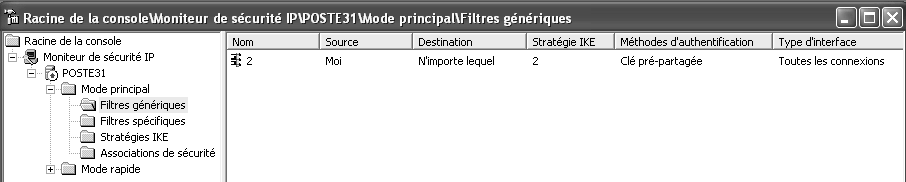 Racine de la console\Moniteur de sécurité IP\POSTE31\Mode principal\Filtres génériques
Racine de la console
Moniteur de sécurité IP
POSTE31
Mode principal
Filtres génériques
Filtres spécifiques
Stratégies IKE
Associations de sécurité
Mode rapide
Nom Source Destination Stratégie IKE Méthodes d'authentification Type d'interface
2 Moi N'importe lequel 2 Clé pré-partagée Toutes les connexions